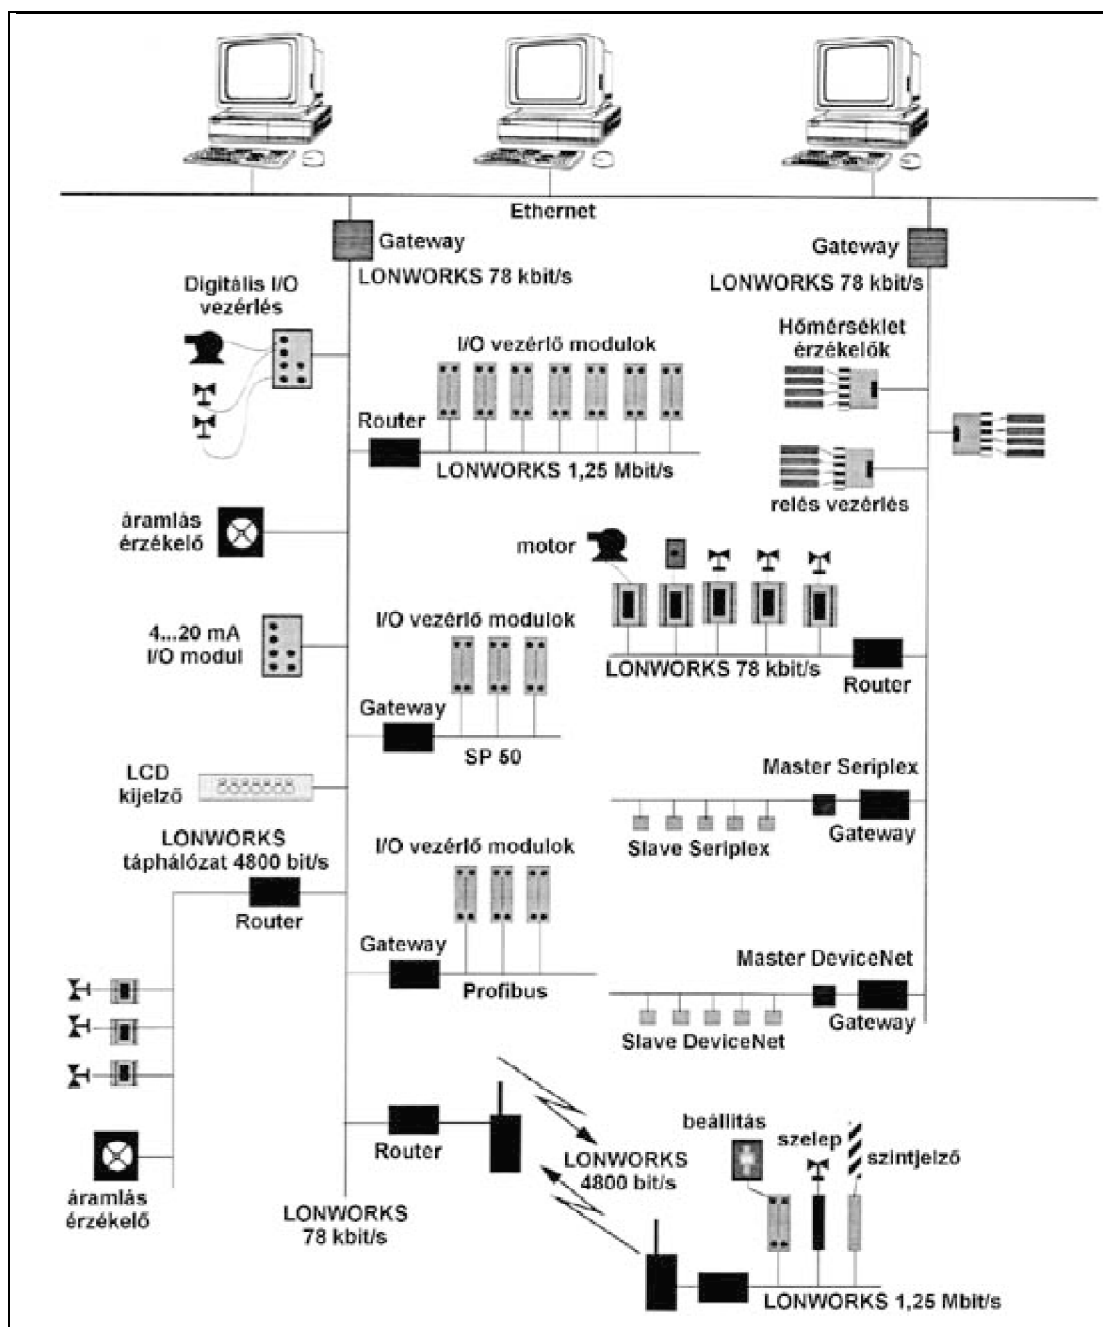 Ethernet
Gateway
LONWORKS 78 kbit/s
Gateway
LONWORKS 78 kbit/s
Digitális I/O
vezérlés
I/O vezérlő modulok
Router
LONWORKS 1,25 Mbit/s
Hőmérséklet
érzékelők
relés vezérlés
áramlás
érzékelő
motor
4...20 mA
I/O modul
I/O vezérlő modulok
LONWORKS 78 kbit/s
Router
Gateway
SP 50
LCD
kijelző
Master Seriplex
Gateway
Slave Seriplex
LONWORKS
táphálózat 4800 bit/s
Router
I/O vezérlő modulok
Gateway
Profibus
Master DeviceNet
Gateway
Slave DeviceNet
Router
LONWORKS
4800 bit/s
beállítás
szelep
szintjelző
áramlás
érzékelő
LONWORKS
78 kbit/s
LONWORKS 1,25 Mbit/s